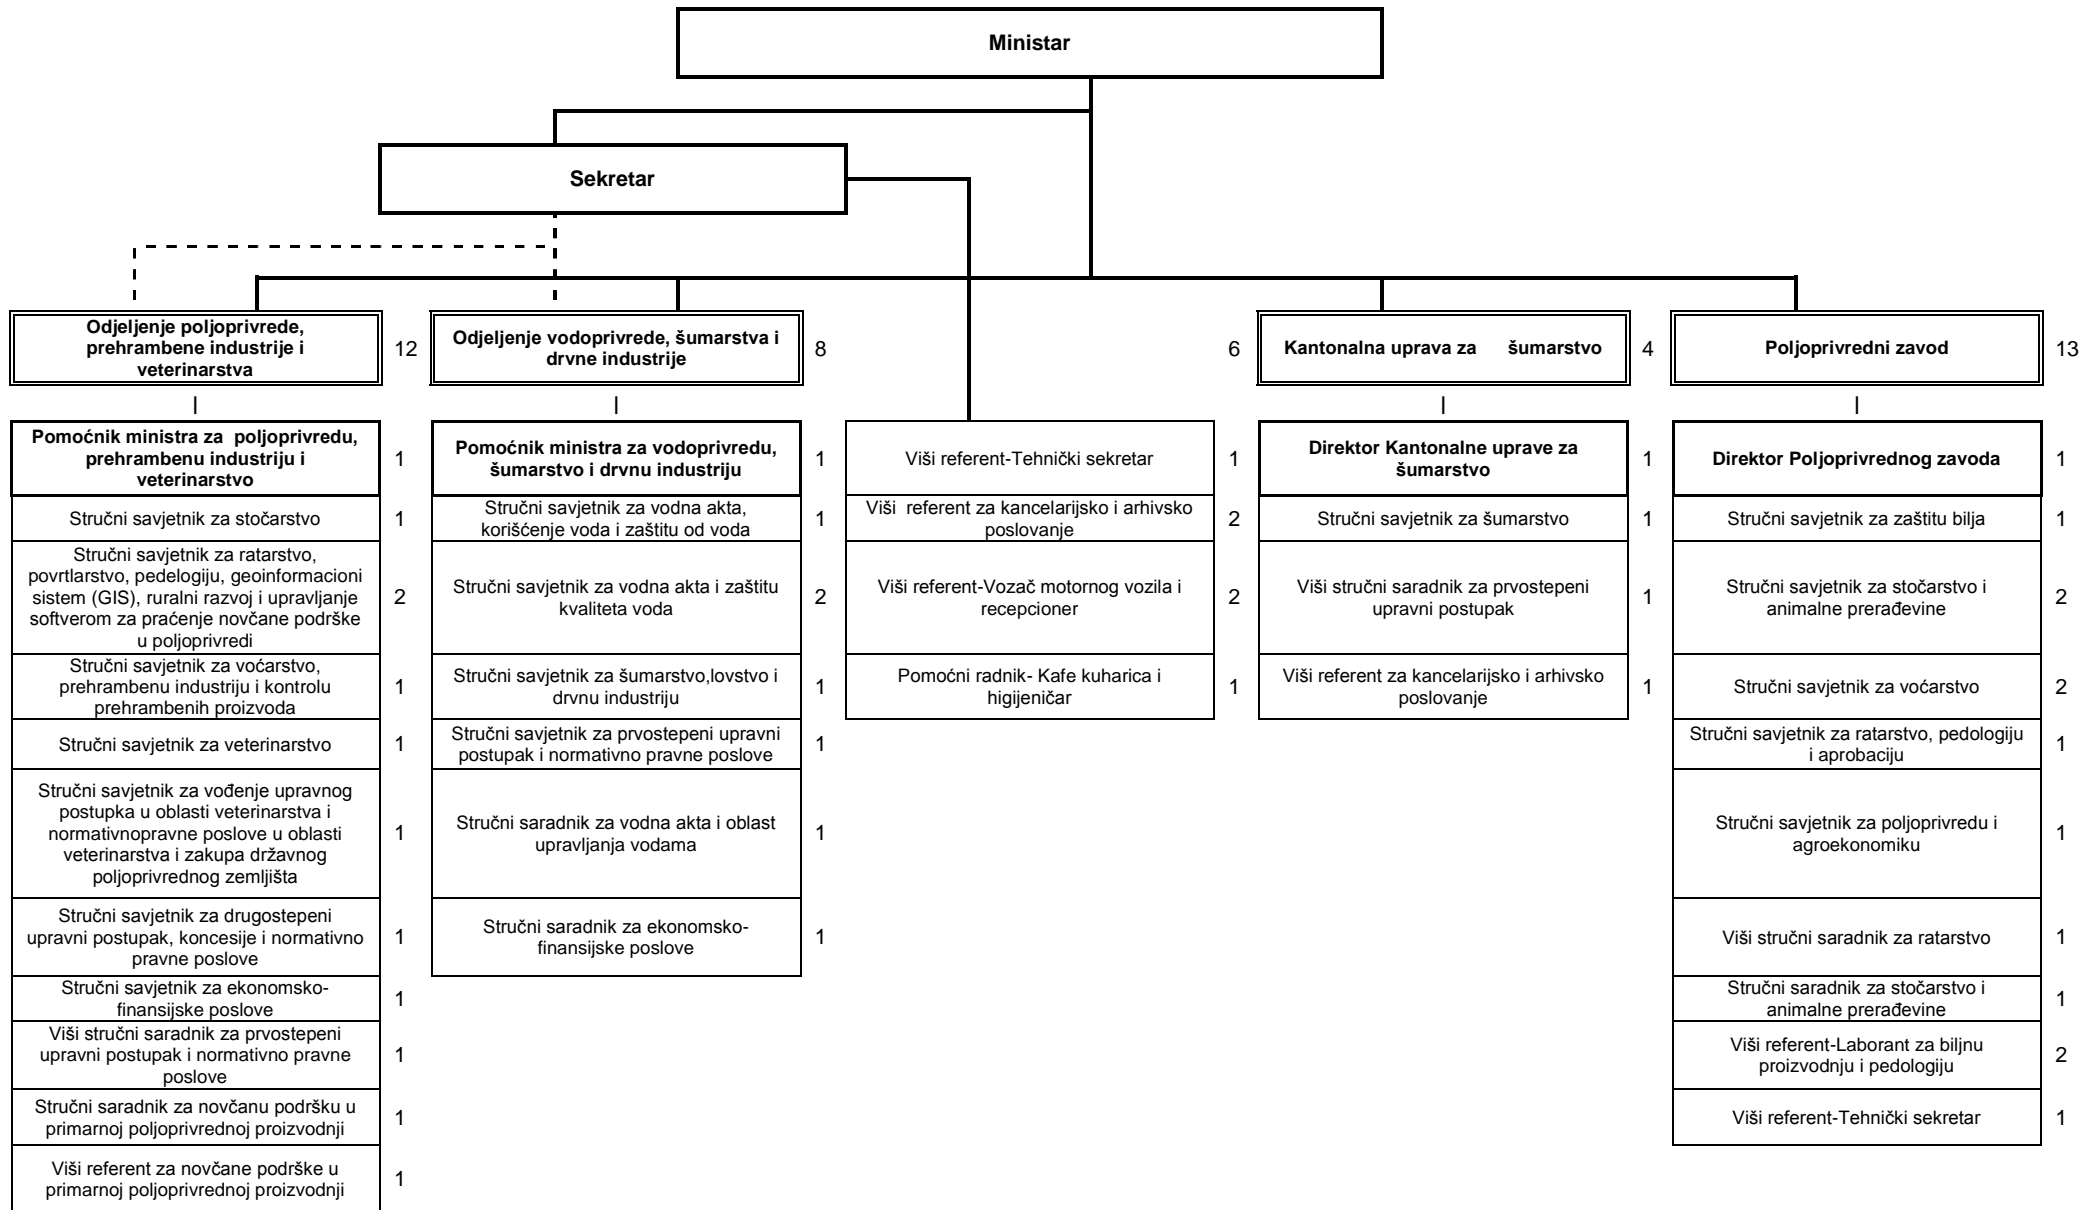 Ministar
Sekretar
Odjeljenje poljoprivrede,
prehrambene industrije i
veterinarstva
12
Odjeljenje vodoprivrede, šumarstva i
drvne industrije
8
6
Kantonalna uprava za šumarstvo
4
Poljoprivredni zavod
13
Pomoćnik ministra za poljoprivredu,
prehrambenu industriju i
veterinarstvo
1
Pomoćnik ministra za vodoprivredu,
šumarstvo i drvnu industriju
1
Viši referent-Tehnički sekretar
1
Direktor Kantonalne uprave za
šumarstvo
1
Direktor Poljoprivrednog zavoda
1
Stručni savjetnik za stočarstvo
1
Stručni savjetnik za vodna akta,
korišćenje voda i zaštitu od voda
1
Viši referent za kancelarijsko i arhivsko
poslovanje
2
Stručni savjetnik za šumarstvo
1
Stručni savjetnik za zaštitu bilja
1
Stručni savjetnik za ratarstvo,
povrtlarstvo, pedelogiju, geoinformacioni
sistem (GIS), ruralni razvoj i upravljanje
softverom za praćenje novčane podrške
u poljoprivredi
2
Stručni savjetnik za vodna akta i zaštitu
kvaliteta voda
2
Viši referent-Vozač motornog vozila i
recepcioner
2
Viši stručni saradnik za prvostepeni
upravni postupak
1
Stručni savjetnik za stočarstvo i
animalne prerađevine
2
Stručni savjetnik za voćarstvo,
prehrambenu industriju i kontrolu
prehrambenih proizvoda
1
Stručni savjetnik za šumarstvo,lovstvo i
drvnu industriju
1
Pomoćni radnik- Kafe kuharica i
higijeničar
1
Viši referent za kancelarijsko i arhivsko
poslovanje
1
Stručni savjetnik za voćarstvo
2
Stručni savjetnik za veterinarstvo
1
Stručni savjetnik za prvostepeni upravni
postupak i normativno pravne poslove
1
Stručni savjetnik za ratarstvo, pedologiju
i aprobaciju
1
Stručni savjetnik za vođenje upravnog
postupka u oblasti veterinarstva i
normativnopravne poslove u oblasti
veterinarstva i zakupa državnog
poljoprivrednog zemljišta
1
Stručni saradnik za vodna akta i oblast
upravljanja vodama
1
Stručni savjetnik za poljoprivredu i
agroekonomiku
1
Stručni savjetnik za drugostepeni
upravni postupak, koncesije i normativno
pravne poslove
1
Stručni saradnik za ekonomsko-
finansijske poslove
1
Viši stručni saradnik za ratarstvo
1
Stručni savjetnik za ekonomsko-
finansijske poslove
1
Stručni saradnik za stočarstvo i
animalne prerađevine
1
Viši stručni saradnik za prvostepeni
upravni postupak i normativno pravne
poslove
1
Viši referent-Laborant za biljnu
proizvodnju i pedologiju
2
Stručni saradnik za novčanu podršku u
primarnoj poljoprivrednoj proizvodnji
1
Viši referent-Tehnički sekretar
1
Viši referent za novčane podrške u
primarnoj poljoprivrednoj proizvodnji
1